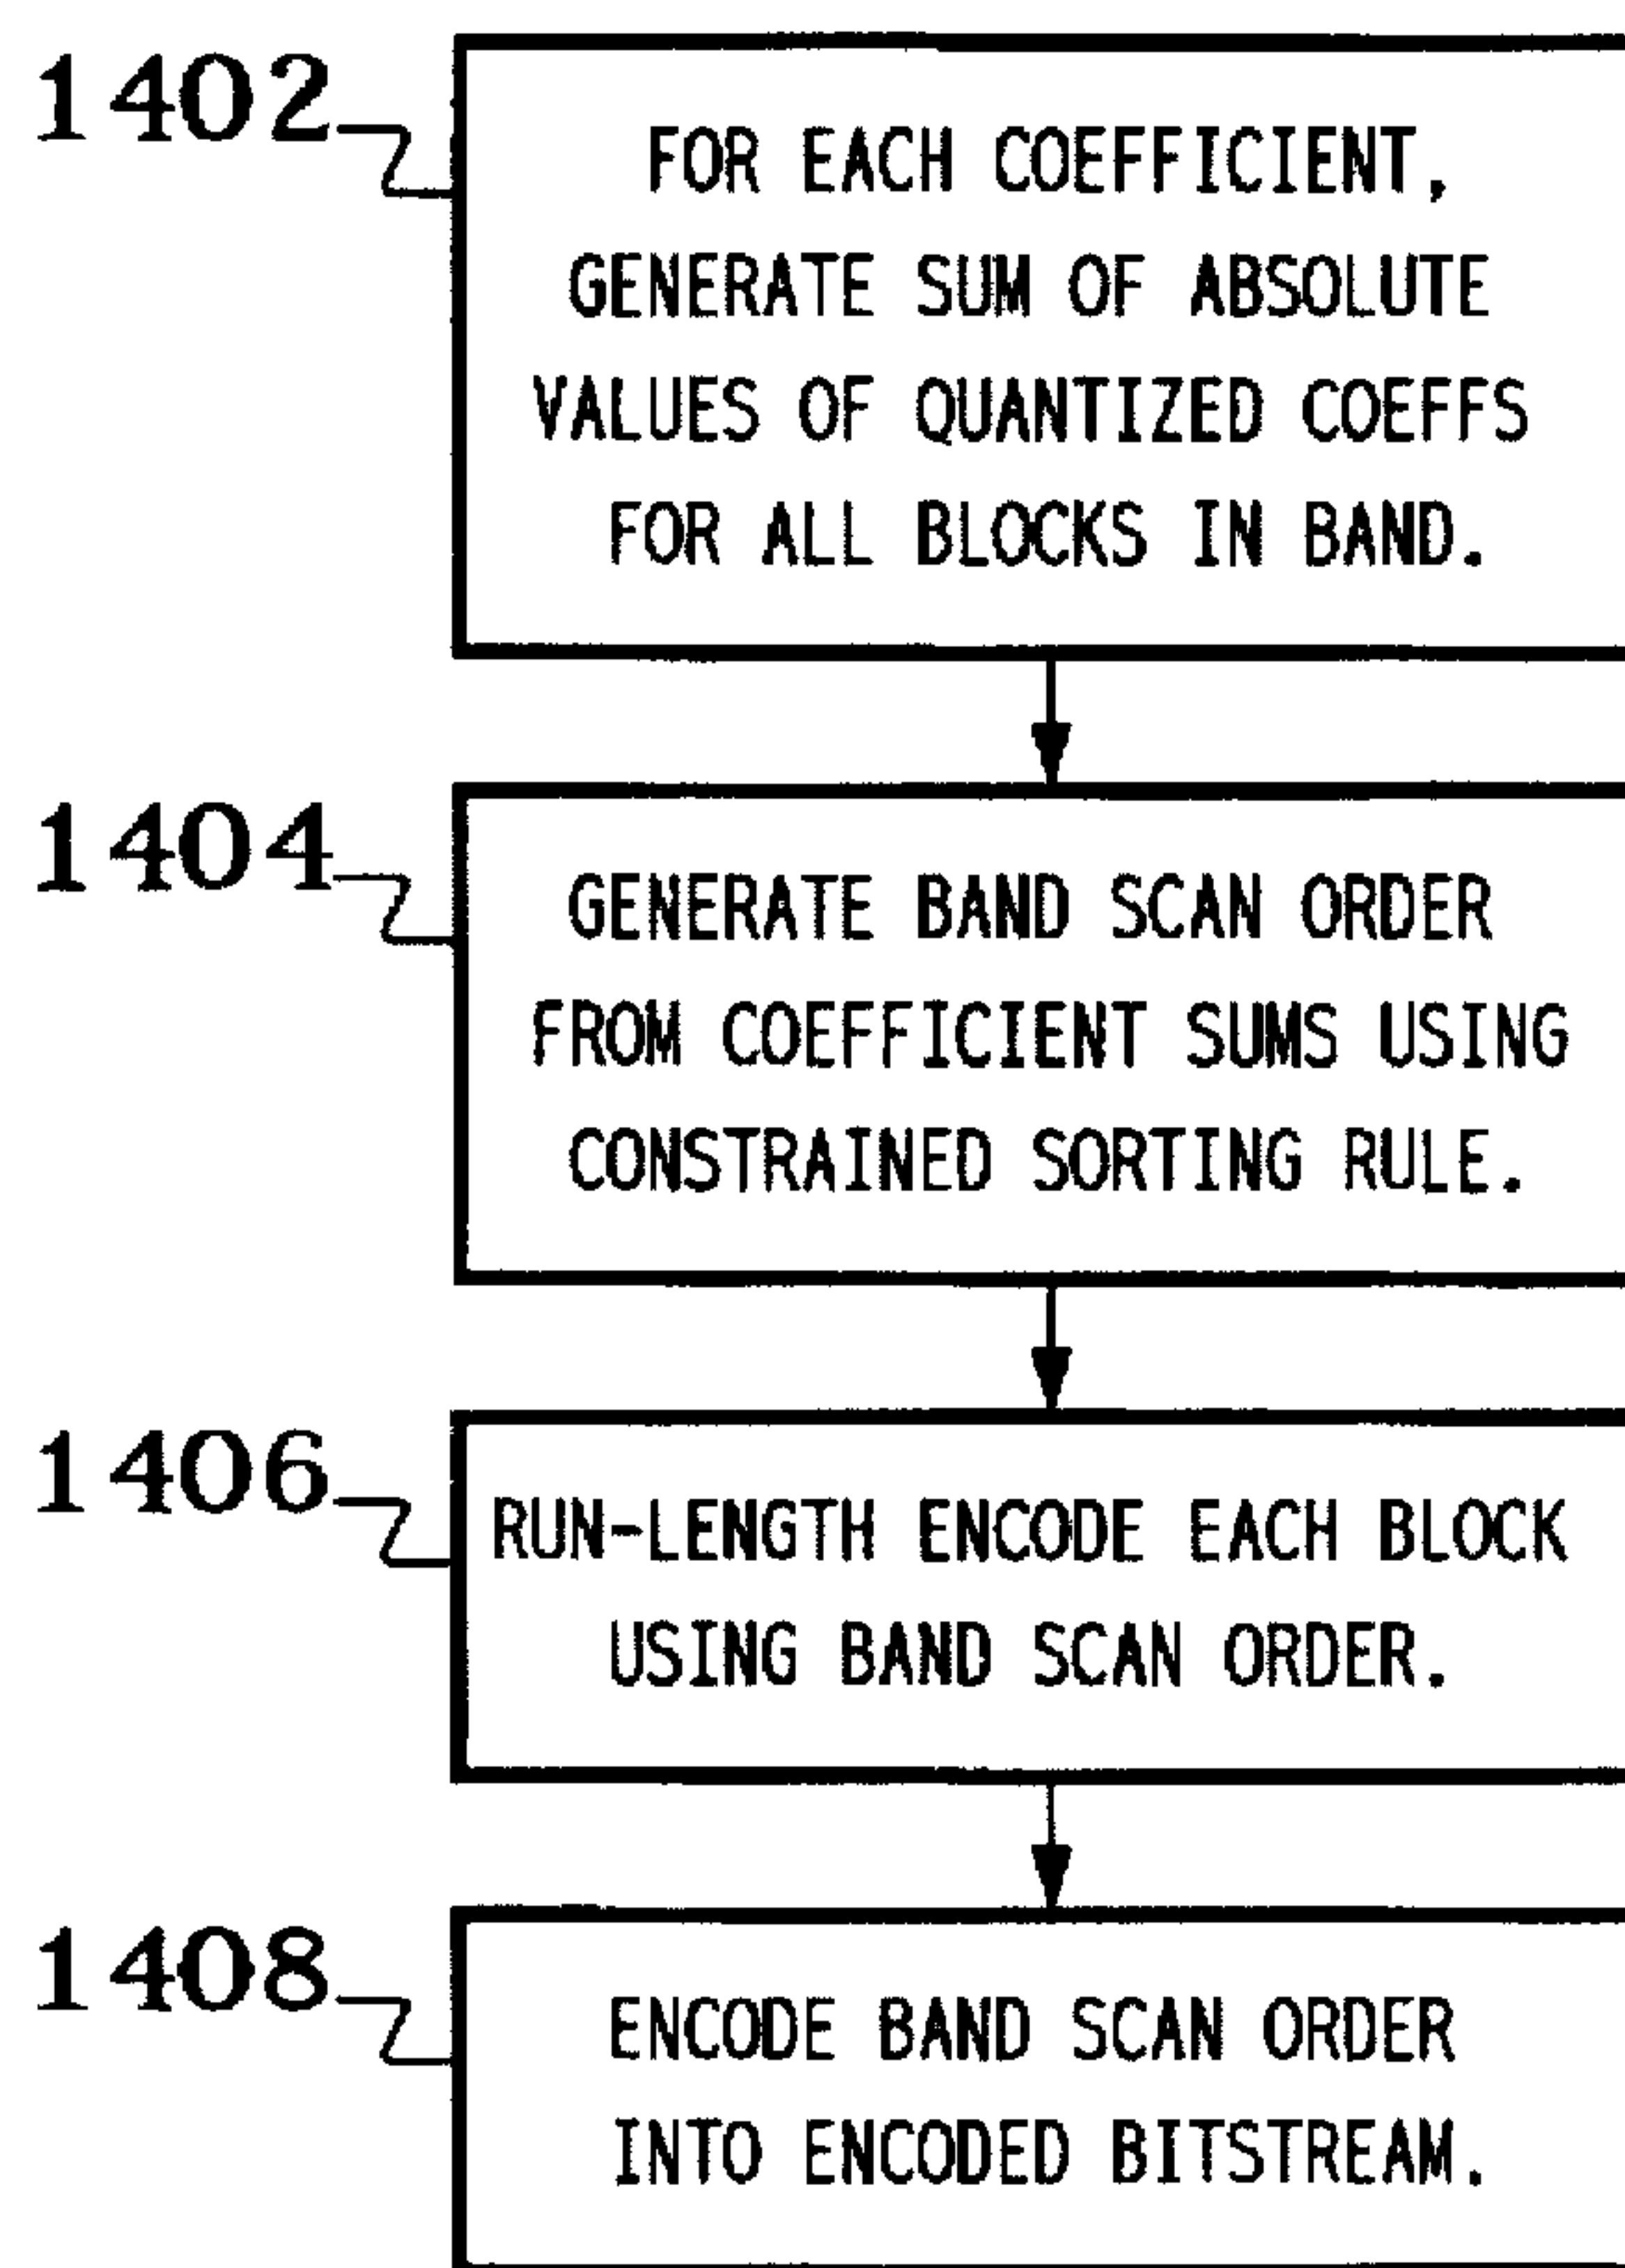 1402
FOR EACH COEFFICIENT,
GENERATE SUM OF ABSOLUTE
VALUES OF QUANTIZED COEFFS
FOR ALL BLOCKS IN BAND.
1404
GENERATE BAND SCAN ORDER
FROM COEFFICIENT SUMS USING
CONSTRAINED SORTING RULE.
1406
RUN-LENGTH ENCODE EACH BLOCK
USING BAND SCAN ORDER.
1408
ENCODE BAND SCAN ORDER
INTO ENCODED BITSTREAM.